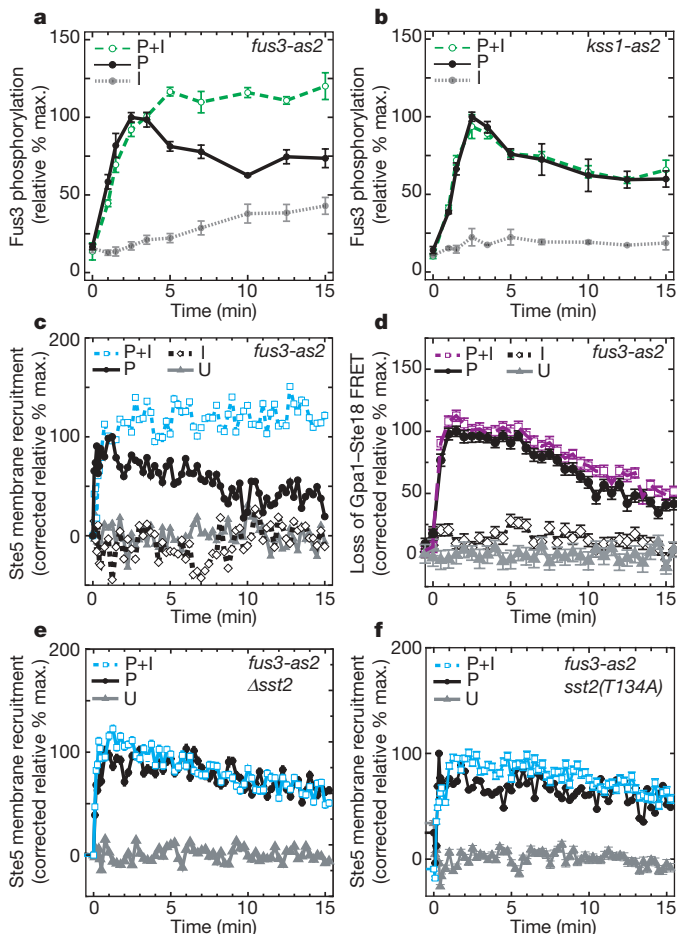 a
fus3-as2
P+I
P
I
Fus3 phosphorylation
(relative % max.)
150
100
50
0
0 5 10 15
Time (min)
b
kss1-as2
P+I
P
I
Fus3 phosphorylation
(relative % max.)
150
100
50
0
0 5 10 15
Time (min)
c
P+I
P
I
U
fus3-as2
Ste5 membrane recruitment
(corrected relative % max.)
200
100
0
0 5 10 15
Time (min)
d
P+I
P
I
U
fus3-as2
Loss of Gpa1–Ste18 FRET
(corrected relative % max.)
150
100
50
0
0 5 10 15
Time (min)
e
P+I
P
U
fus3-as2
Δsst2
Ste5 membrane recruitment
(corrected relative % max.)
200
100
0
0 5 10 15
Time (min)
f
P+I
P
U
fus3-as2
sst2(T134A)
Ste5 membrane recruitment
(corrected relative % max.)
200
100
0
0 5 10 15
Time (min)